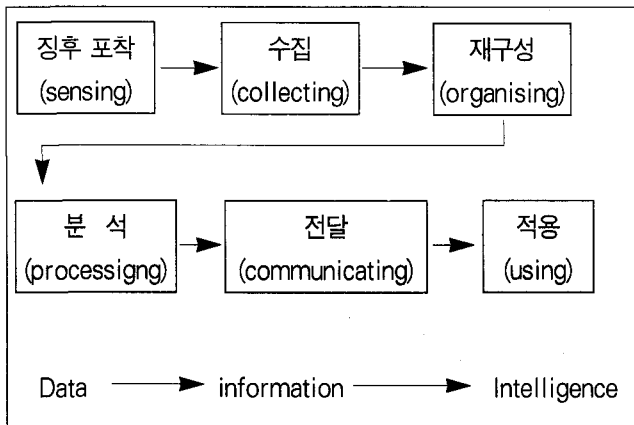 징후 포착
(sensing)
수집
(collecting)
재구성
(organising)
분 석
(processigng)
전달
(communicating)
적용
(using)
Data
information
Intelligence